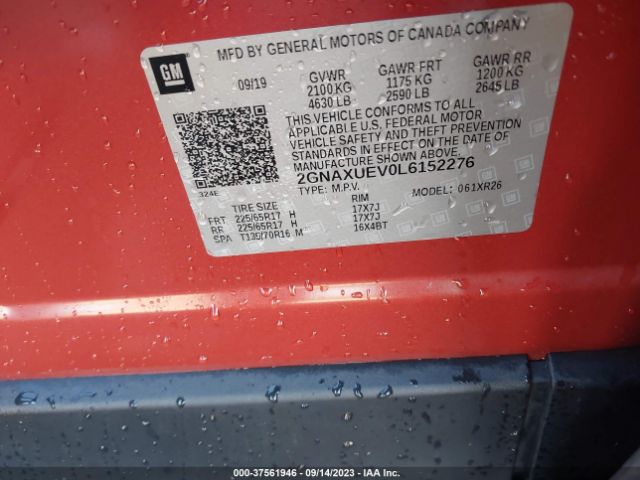 MFD BY GENERAL MOTORS OF CANADA COMPANY
GM
09/19 GVWR GAWR FRT GAWR RR
2100 KG 1175 KG 1200 KG
4630 LB 2590 LB 2645 LB
THIS VEHICLE CONFORMS TO ALL
APPLICABLE U.S. FEDERAL MOTOR
VEHICLE SAFETY AND THEFT PREVENTION
STANDARDS IN EFFECT ON THE DATE OF
MANUFACTURE SHOWN ABOVE.
2GNAXUEV0L6152276
324E TYPE: M.P.V. MODEL: 061XR26
TIRE SIZE RIM
FRT 225/65R17 H 17X7J
RR 225/65R17 H 17X7J
SPA T135/70R16 M 16X4BT
000-37561946 - 09/14/2023 - IAA Inc.